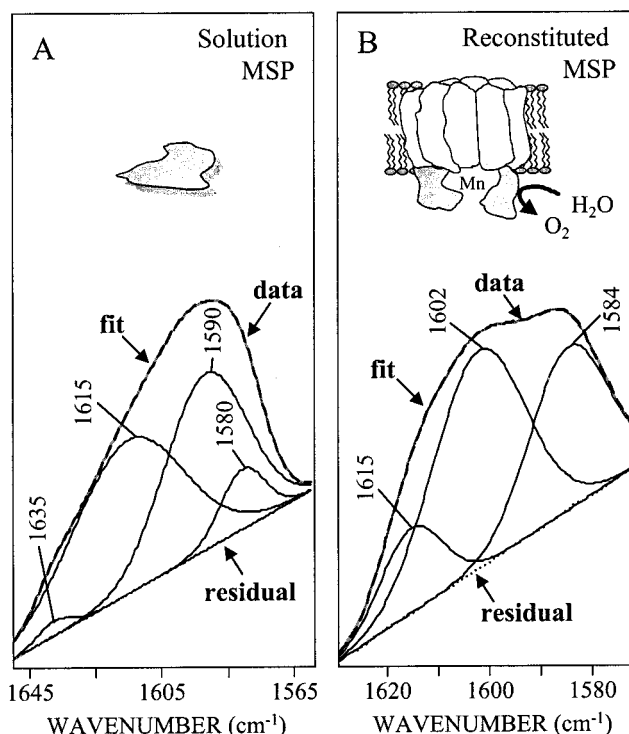 A
Solution
MSP
fit
data
1590
1615
1580
1635
residual
1645
1605
1565
WAVENUMBER (cm⁻¹)
B
Reconstituted
MSP
Mn
H₂O
O₂
data
1602
1584
fit
1615
residual
1620
1600
1580
WAVENUMBER (cm⁻¹)